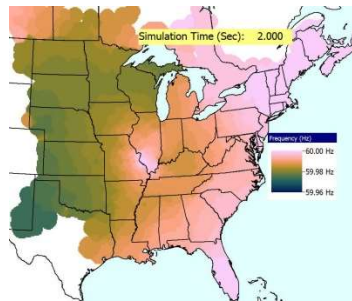 Simulation Time (Sec): 2.000
Frequency (Hz)
60.00 Hz
59.98 Hz
59.96 Hz